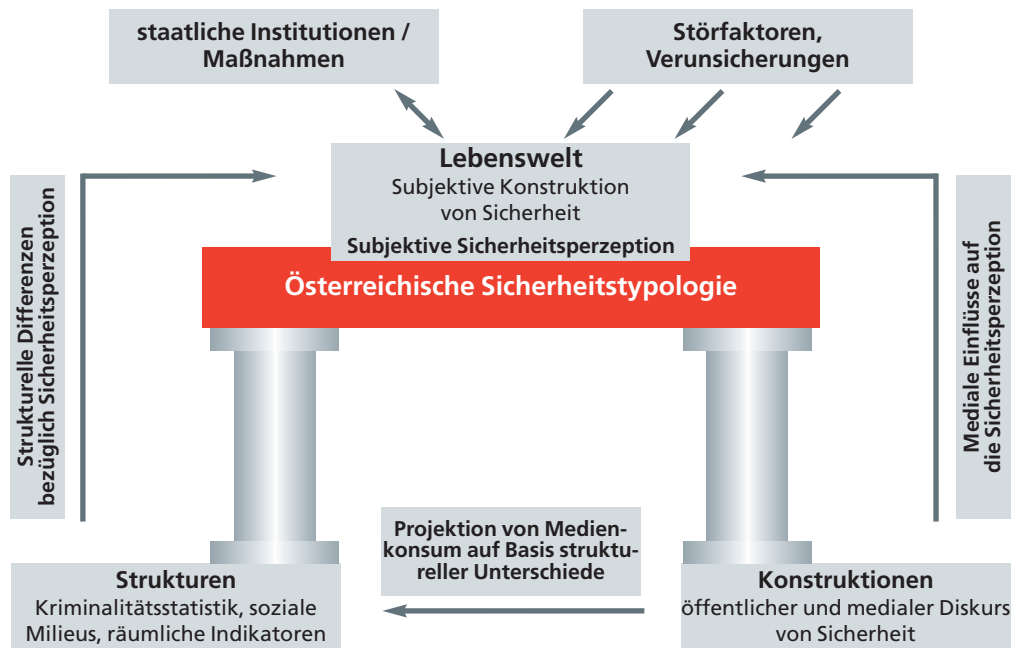 staatliche Institutionen /
Maßnahmen
Störfaktoren,
Verunsicherungen
Lebenswelt
Subjektive Konstruktion
von Sicherheit
Subjektive Sicherheitsperzeption
Österreichische Sicherheitstypologie
Strukturelle Differenzen
bezüglich Sicherheitsperzeption
Mediale Einflüsse auf
die Sicherheitsperzeption
Projektion von Medien-
konsum auf Basis struktu-
reller Unterschiede
Strukturen
Kriminalitätsstatistik, soziale
Milieus, räumliche Indikatoren
Konstruktionen
öffentlicher und medialer Diskurs
von Sicherheit